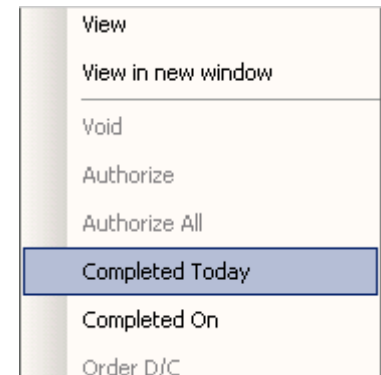 View
View in new window
Void
Authorize
Authorize All
Completed Today
Completed On
Order D/C